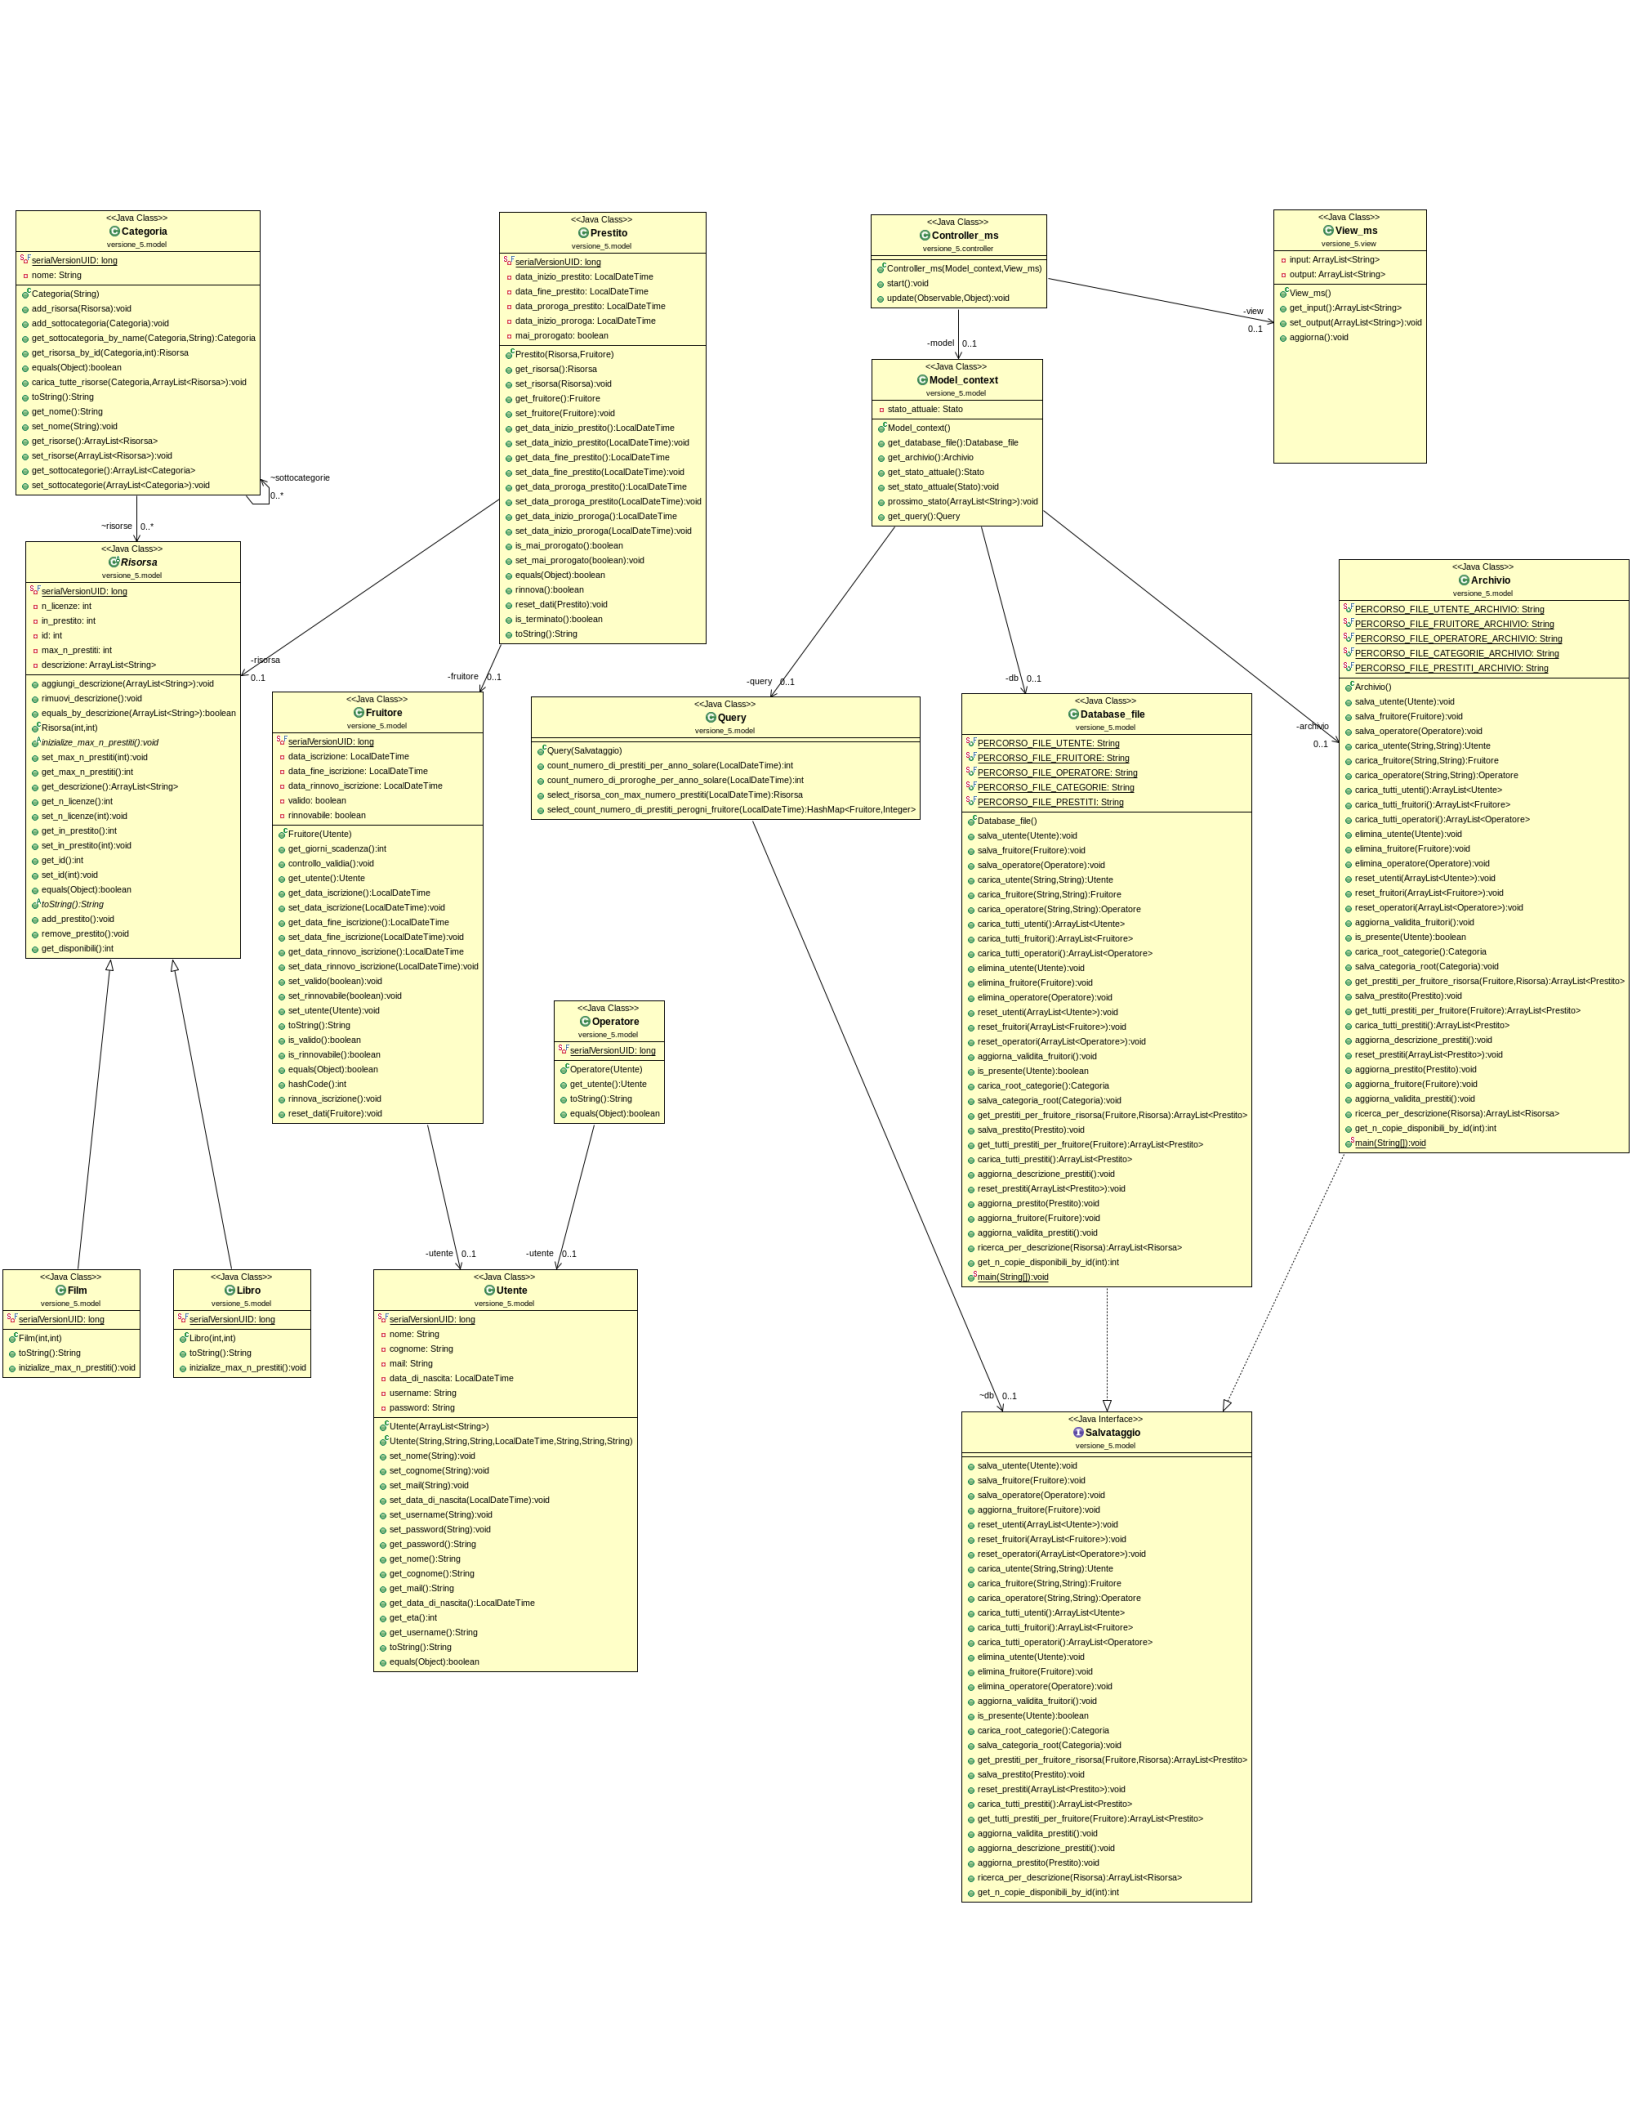 <<Java Class>>
Categoria
versione_5.model
serialVersionUID: long
nome: String
Categoria(String)
add_risorsa(Risorsa):void
add_sottocategoria(Categoria):void
get_sottocategoria_by_name(Categoria,String):Categoria
get_risorsa_by_id(Categoria,int):Risorsa
equals(Object):boolean
carica_tutte_risorse(Categoria,ArrayList<Risorsa>):void
toString():String
get_nome():String
set_nome(String):void
get_risorse():ArrayList<Risorsa>
set_risorse(ArrayList<Risorsa>):void
get_sottocategorie():ArrayList<Categoria>
set_sottocategorie(ArrayList<Categoria>):void
~sottocategorie
0..*
~risorse 0..*
<<Java Class>>
Prestito
versione_5.model
serialVersionUID: long
data_inizio_prestito: LocalDateTime
data_fine_prestito: LocalDateTime
data_proroga_prestito: LocalDateTime
data_inizio_proroga: LocalDateTime
mai_prorogato: boolean
Prestito(Risorsa,Fruitore)
get_risorsa():Risorsa
set_risorsa(Risorsa):void
get_fruitore():Fruitore
set_fruitore(Fruitore):void
get_data_inizio_prestito():LocalDateTime
set_data_inizio_prestito(LocalDateTime):void
get_data_fine_prestito():LocalDateTime
set_data_fine_prestito(LocalDateTime):void
get_data_proroga_prestito():LocalDateTime
set_data_proroga_prestito(LocalDateTime):void
get_data_inizio_proroga():LocalDateTime
set_data_inizio_proroga(LocalDateTime):void
is_mai_prorogato():boolean
set_mai_prorogato(boolean):void
equals(Object):boolean
rinnova():boolean
reset_dati(Prestito):void
is_terminato():boolean
toString():String
-risorsa
0..1
-fruitore 0..1
<<Java Class>>
Controller_ms
versione_5.controller
Controller_ms(Model_context,View_ms)
start():void
update(Observable,Object):void
-view
0..1
-model 0..1
<<Java Class>>
View_ms
versione_5.view
input: ArrayList<String>
output: ArrayList<String>
View_ms()
get_input():ArrayList<String>
set_output(ArrayList<String>):void
aggiorna():void
<<Java Class>>
Model_context
versione_5.model
stato_attuale: Stato
Model_context()
get_database_file():Database_file
get_archivio():Archivio
get_stato_attuale():Stato
set_stato_attuale(Stato):void
prossimo_stato(ArrayList<String>):void
get_query():Query
-query 0..1
-db 0..1
-archivio
0..1
<<Java Class>>
Risorsa
versione_5.model
serialVersionUID: long
n_licenze: int
in_prestito: int
id: int
max_n_prestiti: int
descrizione: ArrayList<String>
aggiungi_descrizione(ArrayList<String>):void
rimuovi_descrizione():void
equals_by_descrizione(ArrayList<String>):boolean
Risorsa(int,int)
inizialize_max_n_prestiti():void
set_max_n_prestiti(int):void
get_max_n_prestiti():int
get_descrizione():ArrayList<String>
get_n_licenze():int
set_n_licenze(int):void
get_in_prestito():int
set_in_prestito(int):void
get_id():int
set_id(int):void
equals(Object):boolean
toString():String
add_prestito():void
remove_prestito():void
get_disponibili():int
<<Java Class>>
Fruitore
versione_5.model
serialVersionUID: long
data_iscrizione: LocalDateTime
data_fine_iscrizione: LocalDateTime
data_rinnovo_iscrizione: LocalDateTime
valido: boolean
rinnovabile: boolean
Fruitore(Utente)
get_giorni_scadenza():int
controllo_validia():void
get_utente():Utente
get_data_iscrizione():LocalDateTime
set_data_iscrizione(LocalDateTime):void
get_data_fine_iscrizione():LocalDateTime
set_data_fine_iscrizione(LocalDateTime):void
get_data_rinnovo_iscrizione():LocalDateTime
set_data_rinnovo_iscrizione(LocalDateTime):void
set_valido(boolean):void
set_rinnovabile(boolean):void
set_utente(Utente):void
toString():String
is_valido():boolean
is_rinnovabile():boolean
equals(Object):boolean
hashCode():int
rinnova_iscrizione():void
reset_dati(Fruitore):void
<<Java Class>>
Query
versione_5.model
Query(Salvataggio)
count_numero_di_prestiti_per_anno_solare(LocalDateTime):int
count_numero_di_proroghe_per_anno_solare(LocalDateTime):int
select_risorsa_con_max_numero_prestiti(LocalDateTime):Risorsa
select_count_numero_di_prestiti_perogni_fruitore(LocalDateTime):HashMap<Fruitore,Integer>
<<Java Class>>
Database_file
versione_5.model
PERCORSO_FILE_UTENTE: String
PERCORSO_FILE_FRUITORE: String
PERCORSO_FILE_OPERATORE: String
PERCORSO_FILE_CATEGORIE: String
PERCORSO_FILE_PRESTITI: String
Database_file()
salva_utente(Utente):void
salva_fruitore(Fruitore):void
salva_operatore(Operatore):void
carica_utente(String,String):Utente
carica_fruitore(String,String):Fruitore
carica_operatore(String,String):Operatore
carica_tutti_utenti():ArrayList<Utente>
carica_tutti_fruitori():ArrayList<Fruitore>
carica_tutti_operatori():ArrayList<Operatore>
elimina_utente(Utente):void
elimina_fruitore(Fruitore):void
elimina_operatore(Operatore):void
reset_utenti(ArrayList<Utente>):void
reset_fruitori(ArrayList<Fruitore>):void
reset_operatori(ArrayList<Operatore>):void
aggiorna_validita_fruitori():void
is_presente(Utente):boolean
carica_root_categorie():Categoria
salva_categoria_root(Categoria):void
get_prestiti_per_fruitore_risorsa(Fruitore,Risorsa):ArrayList<Prestito>
salva_prestito(Prestito):void
get_tutti_prestiti_per_fruitore(Fruitore):ArrayList<Prestito>
carica_tutti_prestiti():ArrayList<Prestito>
aggiorna_descrizione_prestiti():void
reset_prestiti(ArrayList<Prestito>):void
aggiorna_prestito(Prestito):void
aggiorna_fruitore(Fruitore):void
aggiorna_validita_prestiti():void
ricerca_per_descrizione(Risorsa):ArrayList<Risorsa>
get_n_copie_disponibili_by_id(int):int
main(String[]):void
<<Java Class>>
Archivio
versione_5.model
PERCORSO_FILE_UTENTE_ARCHIVIO: String
PERCORSO_FILE_FRUITORE_ARCHIVIO: String
PERCORSO_FILE_OPERATORE_ARCHIVIO: String
PERCORSO_FILE_CATEGORIE_ARCHIVIO: String
PERCORSO_FILE_PRESTITI_ARCHIVIO: String
Archivio()
salva_utente(Utente):void
salva_fruitore(Fruitore):void
salva_operatore(Operatore):void
carica_utente(String,String):Utente
carica_fruitore(String,String):Fruitore
carica_operatore(String,String):Operatore
carica_tutti_utenti():ArrayList<Utente>
carica_tutti_fruitori():ArrayList<Fruitore>
carica_tutti_operatori():ArrayList<Operatore>
elimina_utente(Utente):void
elimina_fruitore(Fruitore):void
elimina_operatore(Operatore):void
reset_utenti(ArrayList<Utente>):void
reset_fruitori(ArrayList<Fruitore>):void
reset_operatori(ArrayList<Operatore>):void
aggiorna_validita_fruitori():void
is_presente(Utente):boolean
carica_root_categorie():Categoria
salva_categoria_root(Categoria):void
get_prestiti_per_fruitore_risorsa(Fruitore,Risorsa):ArrayList<Prestito>
salva_prestito(Prestito):void
get_tutti_prestiti_per_fruitore(Fruitore):ArrayList<Prestito>
carica_tutti_prestiti():ArrayList<Prestito>
aggiorna_descrizione_prestiti():void
reset_prestiti(ArrayList<Prestito>):void
aggiorna_prestito(Prestito):void
aggiorna_fruitore(Fruitore):void
aggiorna_validita_prestiti():void
ricerca_per_descrizione(Risorsa):ArrayList<Risorsa>
get_n_copie_disponibili_by_id(int):int
main(String[]):void
<<Java Class>>
Operatore
versione_5.model
serialVersionUID: long
Operatore(Utente)
get_utente():Utente
toString():String
equals(Object):boolean
-utente 0..1
-utente 0..1
<<Java Class>>
Film
versione_5.model
serialVersionUID: long
Film(int,int)
toString():String
inizialize_max_n_prestiti():void
<<Java Class>>
Libro
versione_5.model
serialVersionUID: long
Libro(int,int)
toString():String
inizialize_max_n_prestiti():void
<<Java Class>>
Utente
versione_5.model
serialVersionUID: long
nome: String
cognome: String
mail: String
data_di_nascita: LocalDateTime
username: String
password: String
Utente(ArrayList<String>)
Utente(String,String,String,LocalDateTime,String,String,String)
set_nome(String):void
set_cognome(String):void
set_mail(String):void
set_data_di_nascita(LocalDateTime):void
set_username(String):void
set_password(String):void
get_password():String
get_nome():String
get_cognome():String
get_mail():String
get_data_di_nascita():LocalDateTime
get_eta():int
get_username():String
toString():String
equals(Object):boolean
~db 0..1
<<Java Interface>>
Salvataggio
versione_5.model
salva_utente(Utente):void
salva_fruitore(Fruitore):void
salva_operatore(Operatore):void
aggiorna_fruitore(Fruitore):void
reset_utenti(ArrayList<Utente>):void
reset_fruitori(ArrayList<Fruitore>):void
reset_operatori(ArrayList<Operatore>):void
carica_utente(String,String):Utente
carica_fruitore(String,String):Fruitore
carica_operatore(String,String):Operatore
carica_tutti_utenti():ArrayList<Utente>
carica_tutti_fruitori():ArrayList<Fruitore>
carica_tutti_operatori():ArrayList<Operatore>
elimina_utente(Utente):void
elimina_fruitore(Fruitore):void
elimina_operatore(Operatore):void
aggiorna_validita_fruitori():void
is_presente(Utente):boolean
carica_root_categorie():Categoria
salva_categoria_root(Categoria):void
get_prestiti_per_fruitore_risorsa(Fruitore,Risorsa):ArrayList<Prestito>
salva_prestito(Prestito):void
reset_prestiti(ArrayList<Prestito>):void
carica_tutti_prestiti():ArrayList<Prestito>
get_tutti_prestiti_per_fruitore(Fruitore):ArrayList<Prestito>
aggiorna_validita_prestiti():void
aggiorna_descrizione_prestiti():void
aggiorna_prestito(Prestito):void
ricerca_per_descrizione(Risorsa):ArrayList<Risorsa>
get_n_copie_disponibili_by_id(int):int